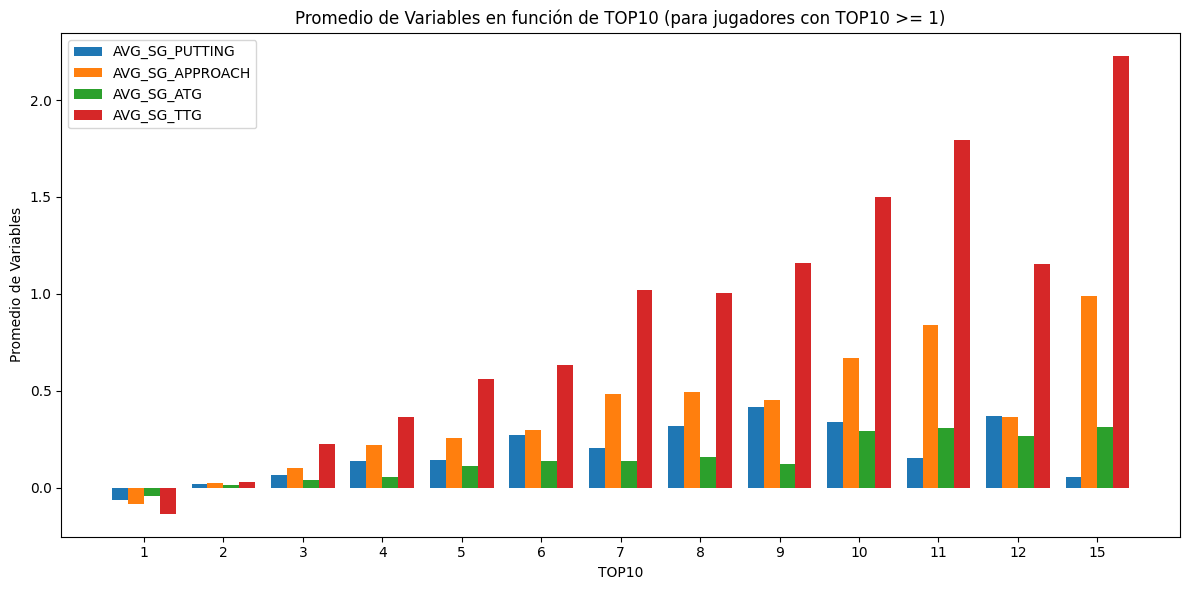 Promedio de Variables en función de TOP10 (para jugadores con TOP10 >= 1)
AVG_SG_PUTTING
AVG_SG_APPROACH
AVG_SG_ATG
AVG_SG_TTG
Promedio de Variables
2.0
1.5
1.0
0.5
0.0
1 2 3 4 5 6 7 8 9 10 11 12 15
TOP10